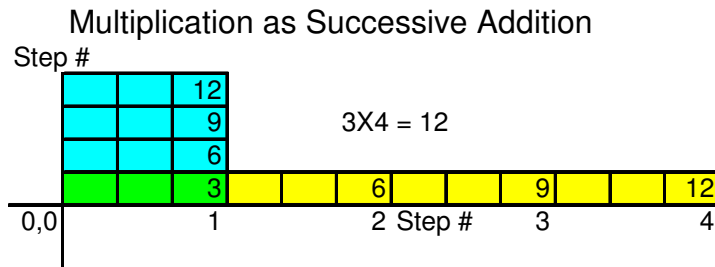 Multiplication as Successive Addition
Step #
12
9
3X4 = 12
6
3 6 9 12
0,0 1 2 Step # 3 4